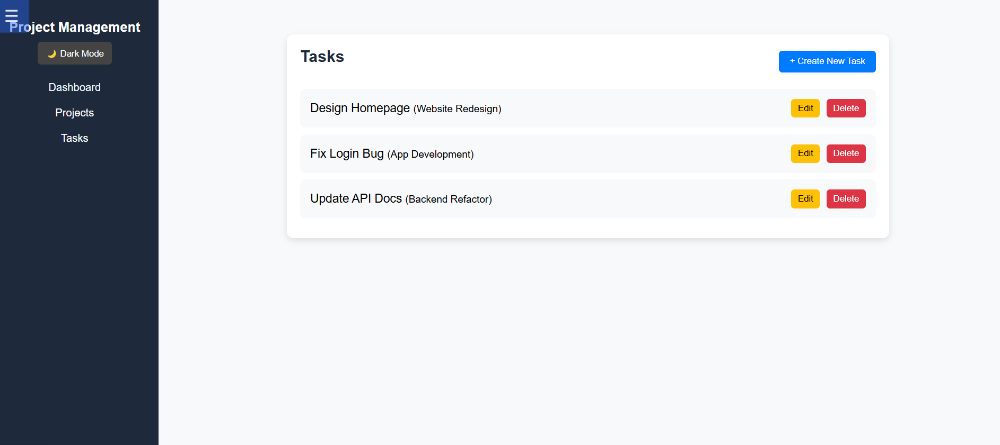 Project Management
🌙 Dark Mode
Dashboard
Projects
Tasks
Tasks
+ Create New Task
Design Homepage (Website Redesign)
Edit
Delete
Fix Login Bug (App Development)
Edit
Delete
Update API Docs (Backend Refactor)
Edit
Delete